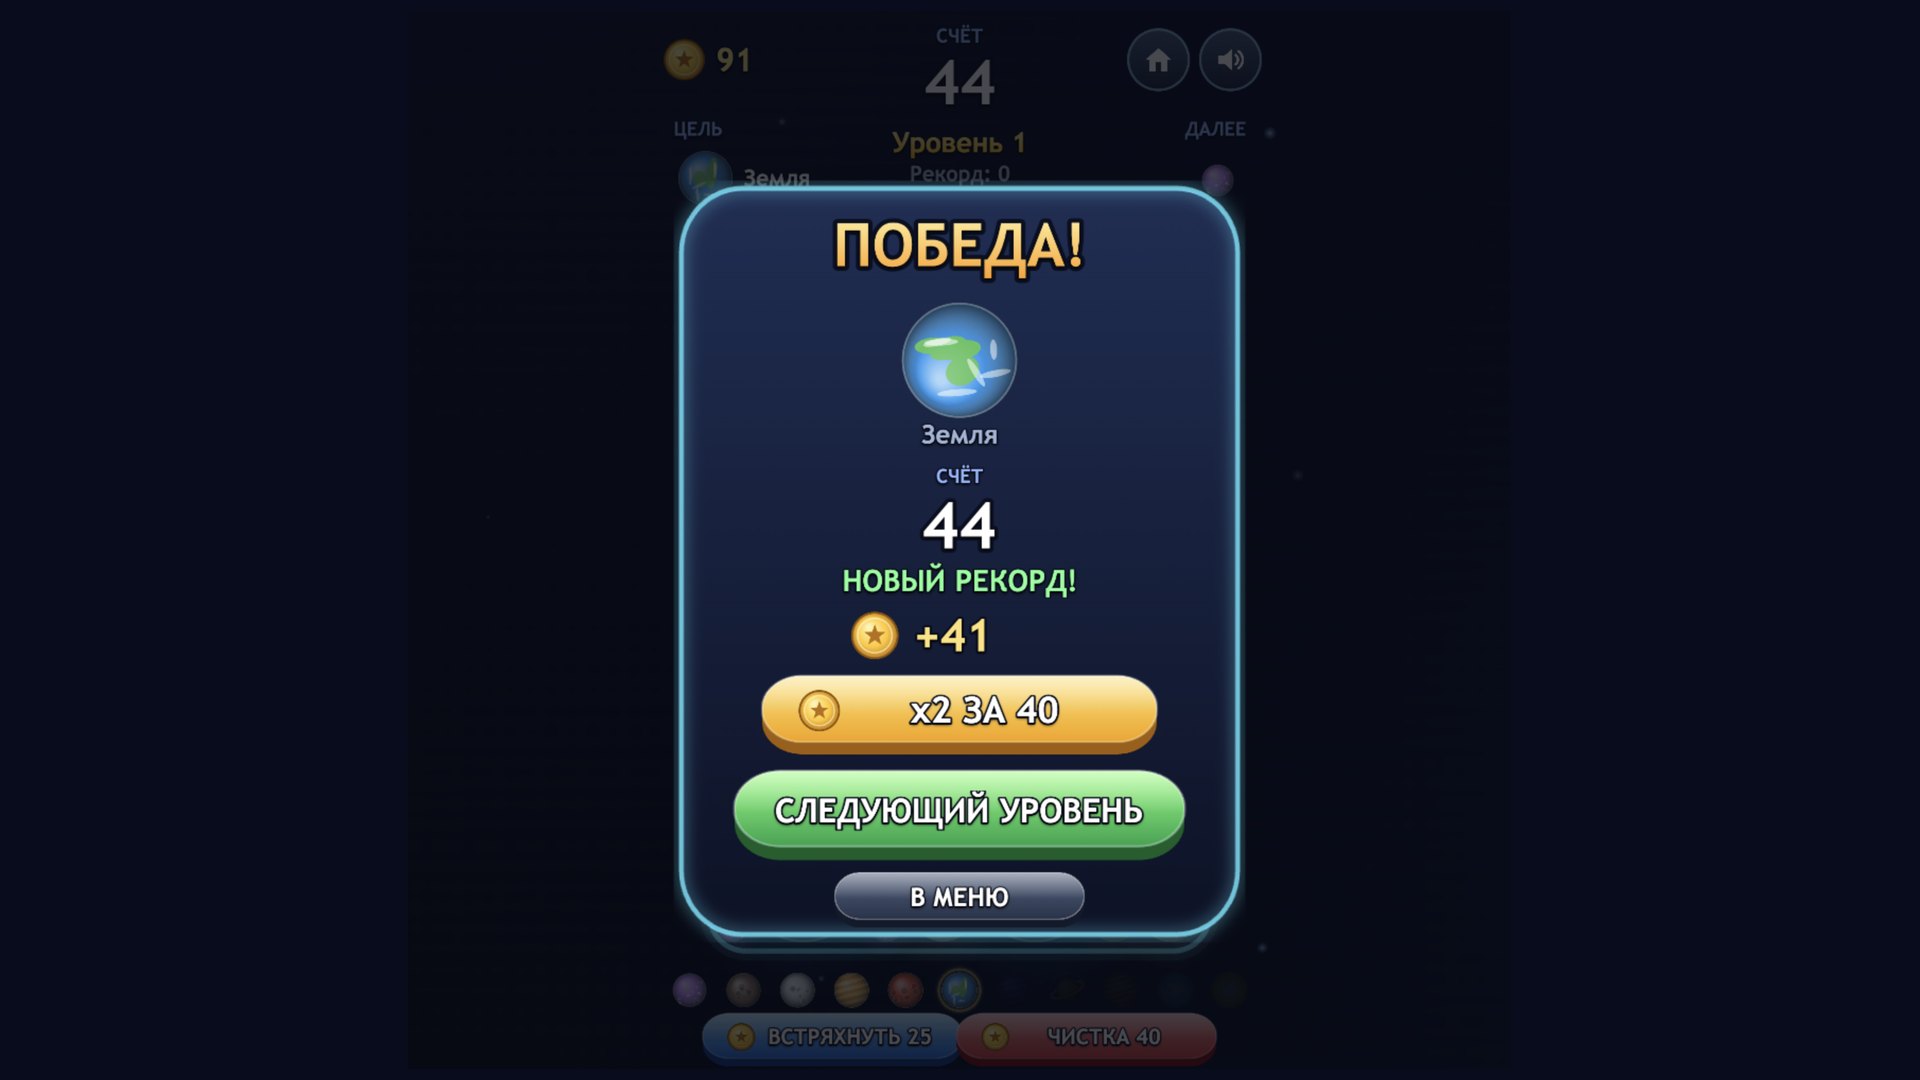 91
СЧЁТ
44
ЦЕЛЬ
Уровень 1
ДАЛЕЕ
Земля
Рекорд: 0
ПОБЕДА!
Земля
СЧЁТ
44
НОВЫЙ РЕКОРД!
+41
x2 ЗА 40
СЛЕДУЮЩИЙ УРОВЕНЬ
В МЕНЮ
ВСТРЯХНУТЬ 25
ЧИСТКА 40